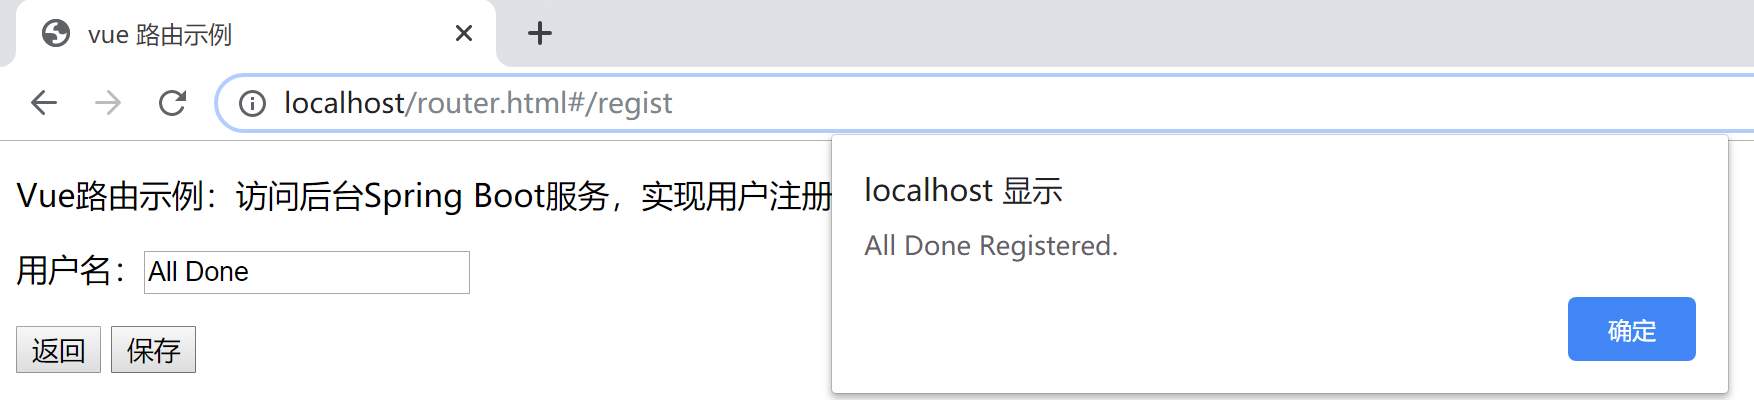 vue 路由示例
localhost/router.html#/regist
Vue路由示例：访问后台Spring Boot服务，实现用户注册
localhost 显示
All Done Registered.
用户名：All Done
确定
返回 保存